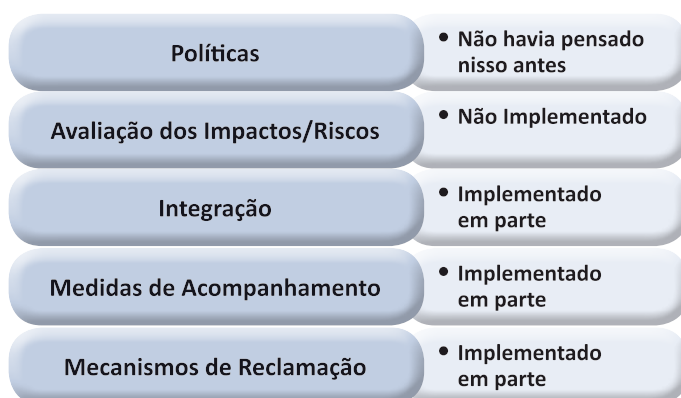 Políticas
• Não havia pensado
nisso antes
Avaliação dos Impactos/Riscos
• Não Implementado
Integração
• Implementado
em parte
Medidas de Acompanhamento
• Implementado
em parte
Mecanismos de Reclamação
• Implementado
em parte